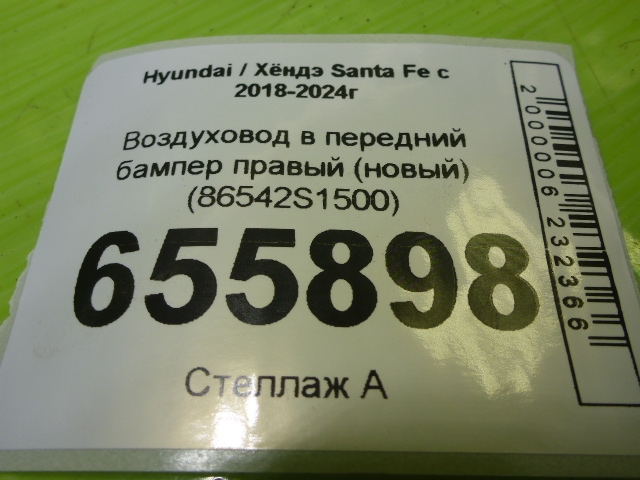 Hyundai / Хёндэ Santa Fe с
2018-2024г
Воздуховод в передний
бампер правый (новый)
(86542S1500)
655898
Стеллаж А
2000006232366